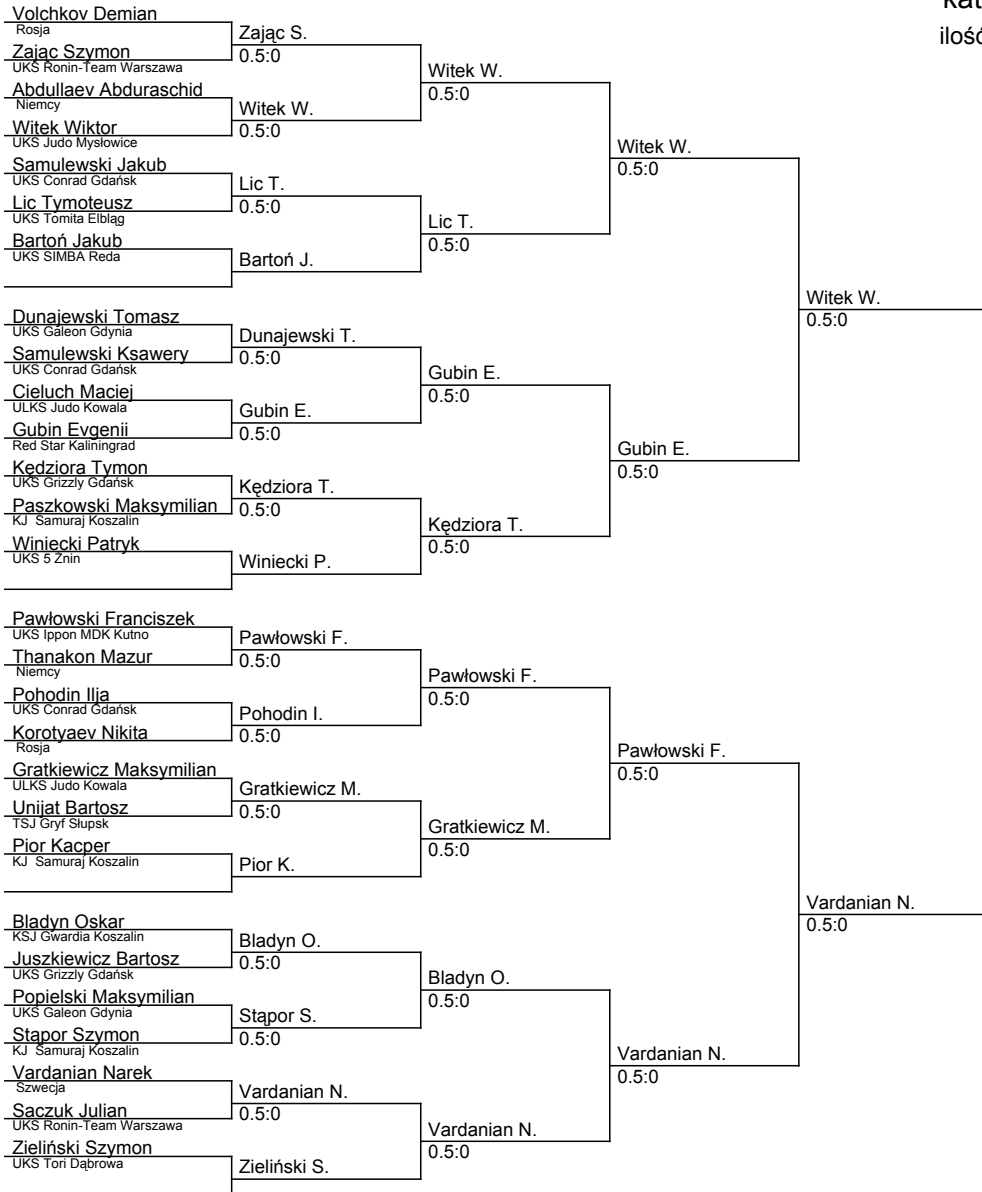 kat
ilość
Volchkov Demian
Rosja
Zając Szymon
UKS Ronin-Team Warszawa
Abdullaev Abduraschid
Niemcy
Witek Wiktor
UKS Judo Mysłowice
Samulewski Jakub
UKS Conrad Gdańsk
Lic Tymoteusz
UKS Tomita Elbląg
Bartoń Jakub
UKS SIMBA Reda
Dunajewski Tomasz
UKS Galeon Gdynia
Samulewski Ksawery
UKS Conrad Gdańsk
Cieluch Maciej
ULKS Judo Kowala
Gubin Evgenii
Red Star Kaliningrad
Kędziora Tymon
UKS Grizzly Gdańsk
Paszkowski Maksymilian
KJ Samuraj Koszalin
Winiecki Patryk
UKS 5 Żnin
Pawłowski Franciszek
UKS Ippon MDK Kutno
Thanakon Mazur
Niemcy
Pohodin Ilja
UKS Conrad Gdańsk
Korotyaev Nikita
Rosja
Gratkiewicz Maksymilian
ULKS Judo Kowala
Unijat Bartosz
TSJ Gryf Słupsk
Pior Kacper
KJ Samuraj Koszalin
Bladyn Oskar
KSJ Gwardia Koszalin
Juszkiewicz Bartosz
UKS Grizzly Gdańsk
Popielski Maksymilian
UKS Galeon Gdynia
Stąpor Szymon
KJ Samuraj Koszalin
Vardanian Narek
Szwecja
Saczuk Julian
UKS Ronin-Team Warszawa
Zieliński Szymon
UKS Tori Dąbrowa
Zając S.
0.5:0
Witek W.
0.5:0
Lic T.
0.5:0
Bartoń J.
Dunajewski T.
0.5:0
Gubin E.
0.5:0
Kędziora T.
0.5:0
Winiecki P.
Pawłowski F.
0.5:0
Pohodin I.
0.5:0
Gratkiewicz M.
0.5:0
Pior K.
Bladyn O.
0.5:0
Stąpor S.
0.5:0
Vardanian N.
0.5:0
Zieliński S.
Witek W.
0.5:0
Lic T.
0.5:0
Gubin E.
0.5:0
Kędziora T.
0.5:0
Pawłowski F.
0.5:0
Gratkiewicz M.
0.5:0
Bladyn O.
0.5:0
Vardanian N.
0.5:0
Witek W.
0.5:0
Gubin E.
0.5:0
Pawłowski F.
0.5:0
Vardanian N.
0.5:0
Witek W.
0.5:0
Vardanian N.
0.5:0